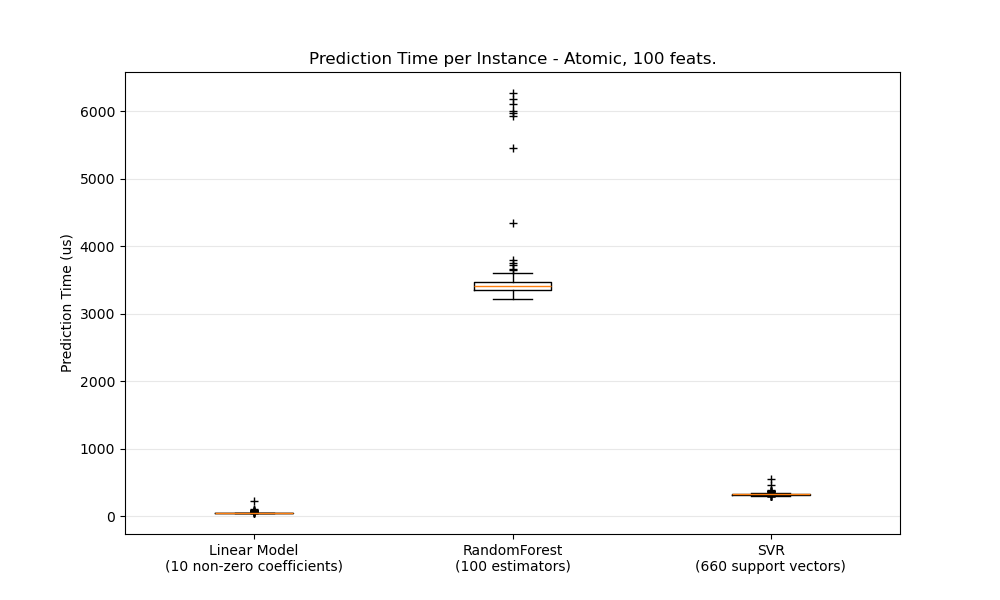 Prediction Time per Instance - Atomic, 100 feats.
Prediction Time (us)
6000
5000
4000
3000
2000
1000
0
Linear Model
(10 non-zero coefficients)
RandomForest
(100 estimators)
SVR
(660 support vectors)